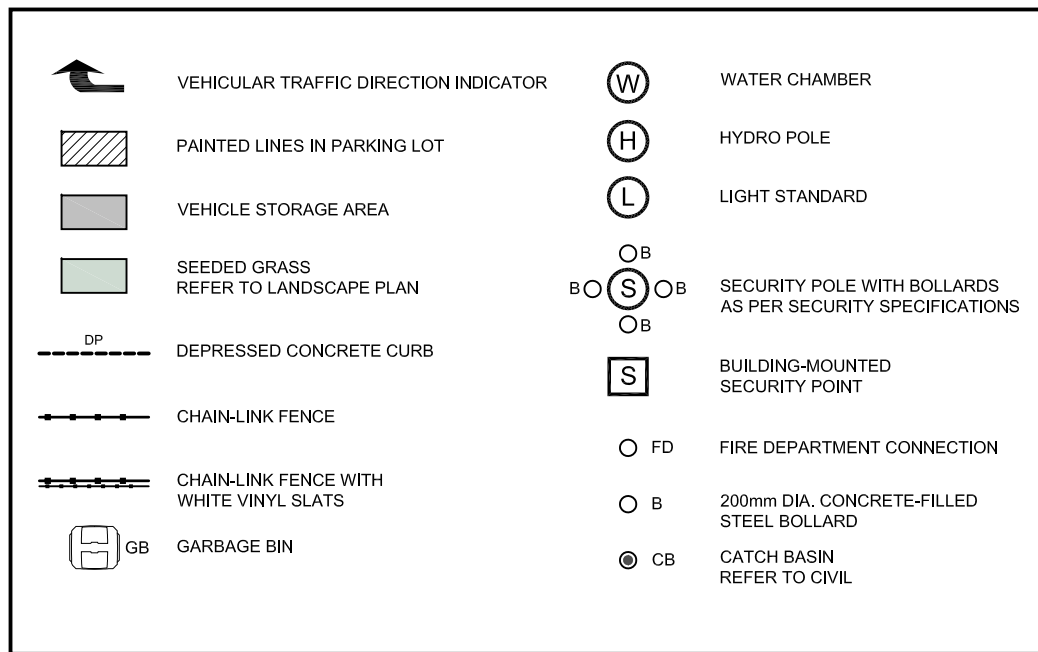 VEHICULAR TRAFFIC DIRECTION INDICATOR
PAINTED LINES IN PARKING LOT
VEHICLE STORAGE AREA
SEEDED GRASS
REFER TO LANDSCAPE PLAN
DP
DEPRESSED CONCRETE CURB
CHAIN-LINK FENCE
CHAIN-LINK FENCE WITH
WHITE VINYL SLATS
GB GARBAGE BIN
W WATER CHAMBER
H HYDRO POLE
L LIGHT STANDARD
B
B S B
B
SECURITY POLE WITH BOLLARDS
AS PER SECURITY SPECIFICATIONS
S
BUILDING-MOUNTED
SECURITY POINT
FD FIRE DEPARTMENT CONNECTION
B 200mm DIA. CONCRETE-FILLED
STEEL BOLLARD
CB CATCH BASIN
REFER TO CIVIL